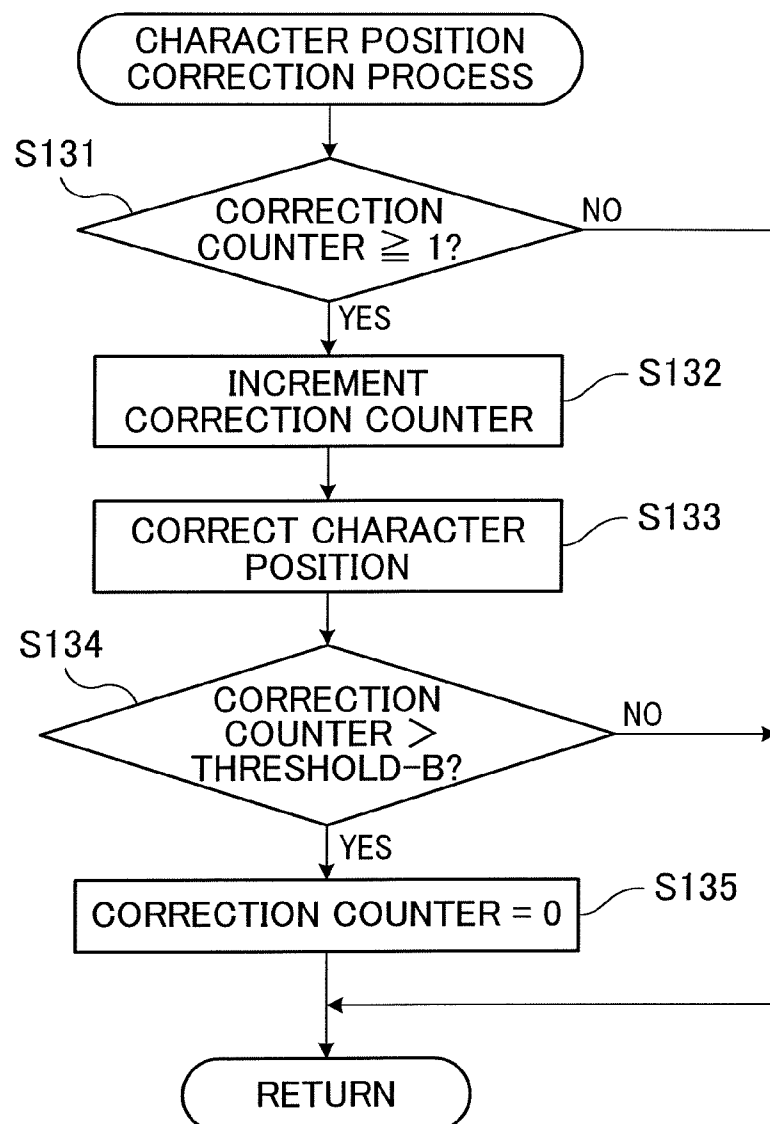 CHARACTER POSITION
CORRECTION PROCESS
S131
CORRECTION
COUNTER ≧ 1?
NO
YES
INCREMENT
CORRECTION COUNTER
S132
CORRECT CHARACTER
POSITION
S133
S134
CORRECTION
COUNTER >
THRESHOLD-B?
NO
YES
CORRECTION COUNTER = 0
S135
RETURN